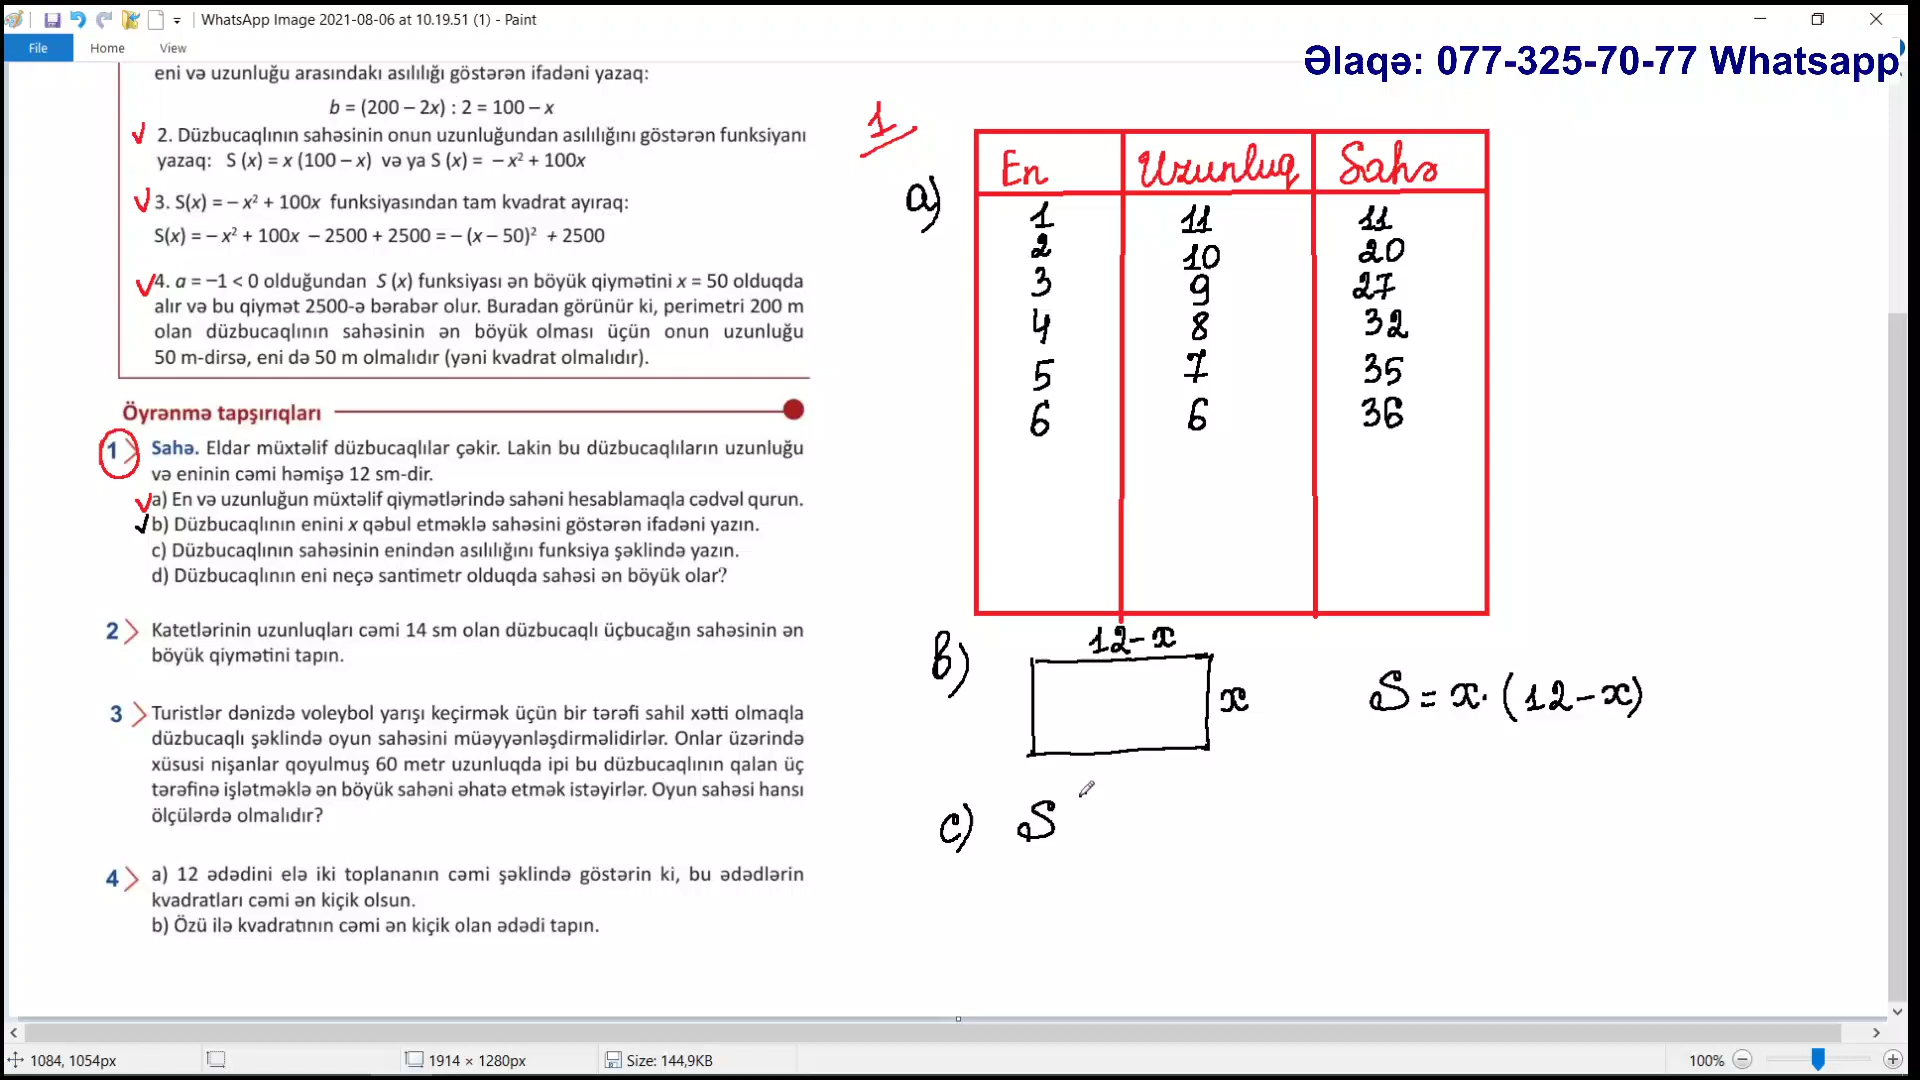 WhatsApp Image 2021-08-06 at 10.19.51 (1) - Paint
File Home View
Əlaqə: 077-325-70-77 Whatsapp
eni və uzunluğu arasındakı asılılığı göstərən ifadəni yazaq:
b = (200 – 2x) : 2 = 100 – x
2. Düzbucaqlının sahəsinin onun uzunluğundan asılılığını göstərən funksiyanı
yazaq: S (x) = x (100 – x) və ya S (x) = – x² + 100x
3. S(x) = – x² + 100x funksiyasından tam kvadrat ayıraq:
S(x) = – x² + 100x – 2500 + 2500 = – (x – 50)² + 2500
4. a = –1 < 0 olduğundan S (x) funksiyası ən böyük qiymətini x = 50 olduqda
alır və bu qiymət 2500-ə bərabər olur. Buradan görünür ki, perimetri 200 m
olan düzbucaqlının sahəsinin ən böyük olması üçün onun uzunluğu
50 m-dirsə, eni də 50 m olmalıdır (yəni kvadrat olmalıdır).
Öyrənmə tapşırıqları
1 Sahə. Eldar müxtəlif düzbucaqlılar çəkir. Lakin bu düzbucaqlıların uzunluğu
və eninin cəmi həmişə 12 sm-dir.
a) En və uzunluğun müxtəlif qiymətlərində sahəni hesablamaqla cədvəl qurun.
b) Düzbucaqlının enini x qəbul etməklə sahəsini göstərən ifadəni yazın.
c) Düzbucaqlının sahəsinin enindən asılılığını funksiya şəklində yazın.
d) Düzbucaqlının eni neçə santimetr olduqda sahəsi ən böyük olar?
2 Katetlərinin uzunluqları cəmi 14 sm olan düzbucaqlı üçbucağın sahəsinin ən
böyük qiymətini tapın.
3 Turistlər dənizdə voleybol yarışı keçirmək üçün bir tərəfi sahil xətti olmaqla
düzbucaqlı şəklində oyun sahəsini müəyyənləşdirməlidirlər. Onlar üzərində
xüsusi nişanlar qoyulmuş 60 metr uzunluqda ipi bu düzbucaqlının qalan üç
tərəfinə işlətməklə ən böyük sahəni əhatə etmək istəyirlər. Oyun sahəsi hansı
ölçülərdə olmalıdır?
4 a) 12 ədədini elə iki toplananın cəmi şəklində göstərin ki, bu ədədlərin
kvadratları cəmi ən kiçik olsun.
b) Özü ilə kvadratının cəmi ən kiçik olan ədədi tapın.
1
a)
En Uzunluq Sahə
1 11 11
2 10 20
3 9 27
4 8 32
5 7 35
6 6 36
b)
12-x
x
S = x·(12-x)
c) S
1084, 1054px 1914 × 1280px Size: 144,9KB 100%